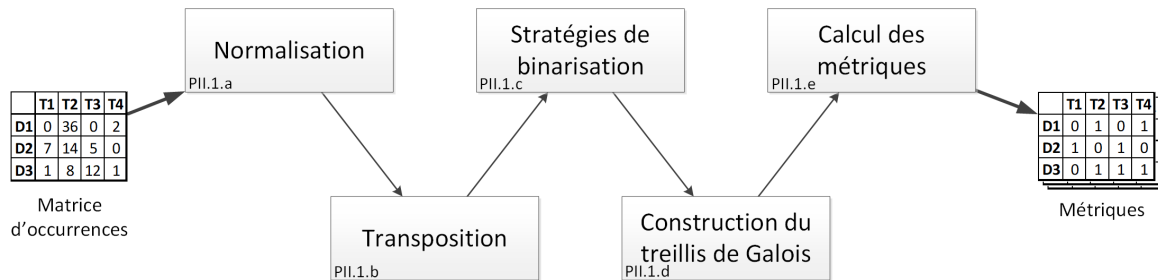 Normalisation
PII.1.a
Stratégies de
binarisation
PII.1.c
Calcul des
métriques
PII.1.e
T1 T2 T3 T4
D1 0 36 0 2
D2 7 14 5 0
D3 1 8 12 1
Matrice
d'occurrences
T1 T2 T3 T4
D1 0 1 0 1
D2 1 0 1 0
D3 0 1 1 1
Métriques
Transposition
PII.1.b
Construction du
treillis de Galois
PII.1.d